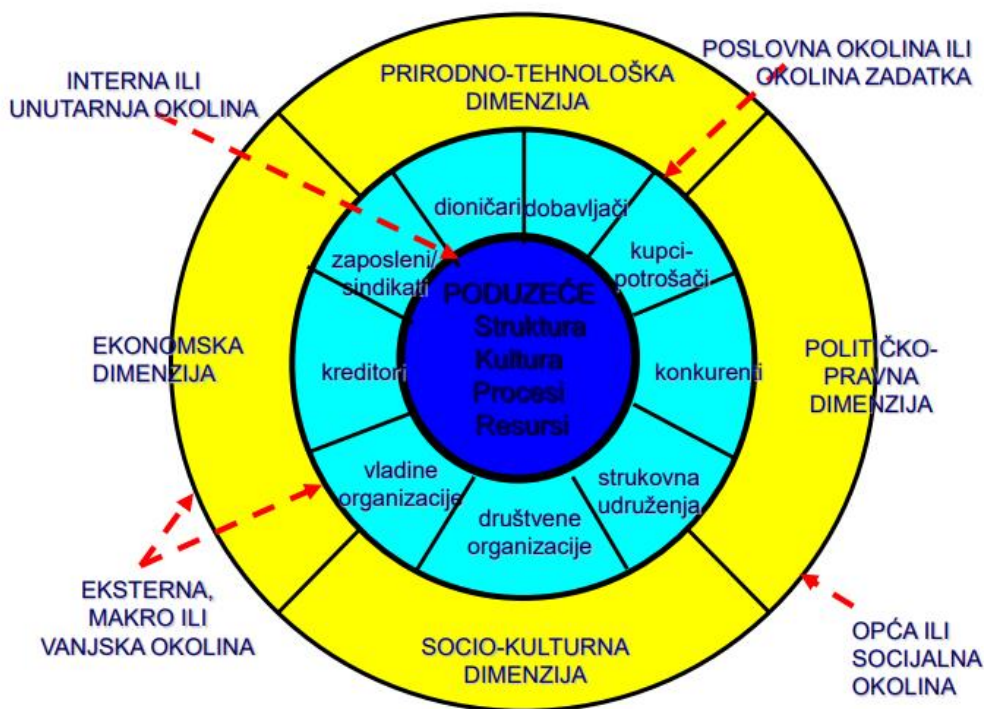 INTERNA ILI
UNUTARNJA OKOLINA
PRIRODNO-TEHNOLOŠKA
DIMENZIJA
POSLOVNA OKOLINA ILI
OKOLINA ZADATKA
dioničari
dobavljači
zaposleni/
sindikati
kupci-
potrošači
PODUZEĆE
Struktura
Kultura
Procesi
Resursi
EKONOMSKA
DIMENZIJA
kreditori
konkurenti
POLITIČKO-
PRAVNA
DIMENZIJA
vladine
organizacije
društvene
organizacije
strukovna
udruženja
EKSTERNA,
MAKRO ILI
VANJSKA OKOLINA
SOCIO-KULTURNA
DIMENZIJA
OPĆA ILI
SOCIJALNA
OKOLINA